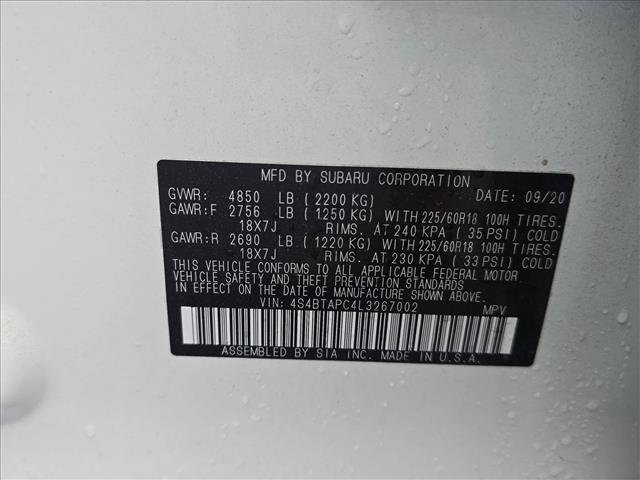 MFD BY SUBARU CORPORATION DATE: 09/20
GVWR: 4850 LB (2200 KG)
GAWR:F 2756 LB (1250 KG) WITH 225/60R18 100H TIRES.
18X7J RIMS. AT 240 KPA ( 35 PSI) COLD
GAWR:R 2690 LB (1220 KG) WITH 225/60R18 100H TIRES.
18X7J RIMS. AT 230 KPA ( 33 PSI) COLD
THIS VEHICLE CONFORMS TO ALL APPLICABLE FEDERAL MOTOR
VEHICLE SAFETY AND THEFT PREVENTION STANDARDS
IN EFFECT ON THE DATE OF MANUFACTURE SHOWN ABOVE.
VIN: 4S4BTAPC4L3267002 MPV
ASSEMBLED BY SIA INC. MADE IN U.S.A.